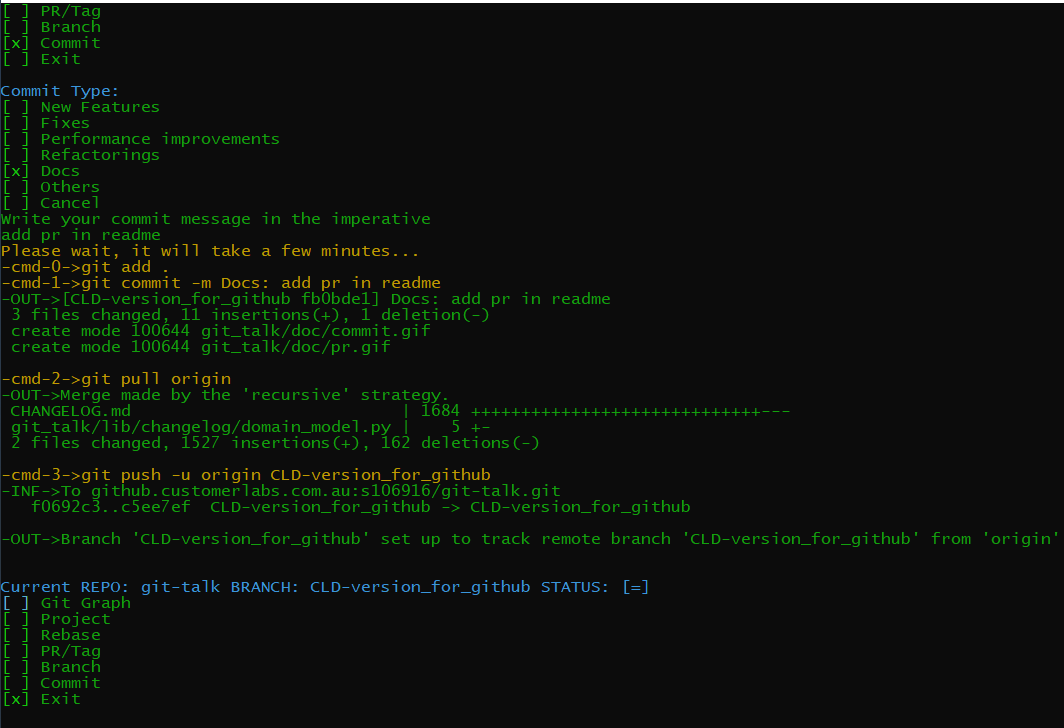 [ ] PR/Tag
[ ] Branch
[x] Commit
[ ] Exit
Commit Type:
[ ] New Features
[ ] Fixes
[ ] Performance improvements
[ ] Refactorings
[x] Docs
[ ] Others
[ ] Cancel
Write your commit message in the imperative
add pr in readme
Please wait, it will take a few minutes...
-cmd-0->git add .
-cmd-1->git commit -m Docs: add pr in readme
-OUT->[CLD-version_for_github fb0bde1] Docs: add pr in readme
 3 files changed, 11 insertions(+), 1 deletion(-)
 create mode 100644 git_talk/doc/commit.gif
 create mode 100644 git_talk/doc/pr.gif
-cmd-2->git pull origin
-OUT->Merge made by the 'recursive' strategy.
 CHANGELOG.md                           | 1684 +++++++++++++++++++++++++++++---
 git_talk/lib/changelog/domain_model.py |    5 +-
 2 files changed, 1527 insertions(+), 162 deletions(-)
-cmd-3->git push -u origin CLD-version_for_github
-INF->To github.customerlabs.com.au:s106916/git-talk.git
   f0692c3..c5ee7ef  CLD-version_for_github -> CLD-version_for_github
-OUT->Branch 'CLD-version_for_github' set up to track remote branch 'CLD-version_for_github' from 'origin'
Current REPO: git-talk BRANCH: CLD-version_for_github STATUS: [=]
[ ] Git Graph
[ ] Project
[ ] Rebase
[ ] PR/Tag
[ ] Branch
[ ] Commit
[x] Exit